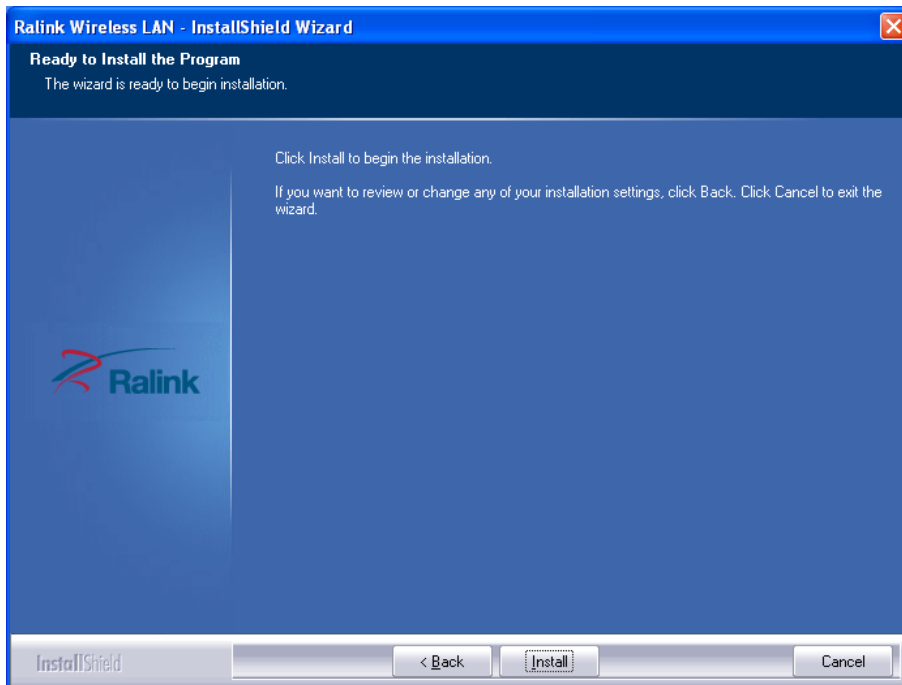 Ralink Wireless LAN - InstallShield Wizard
Ready to Install the Program
The wizard is ready to begin installation.
Click Install to begin the installation.
If you want to review or change any of your installation settings, click Back. Click Cancel to exit the
wizard.
Ralink
InstallShield
< Back
Install
Cancel